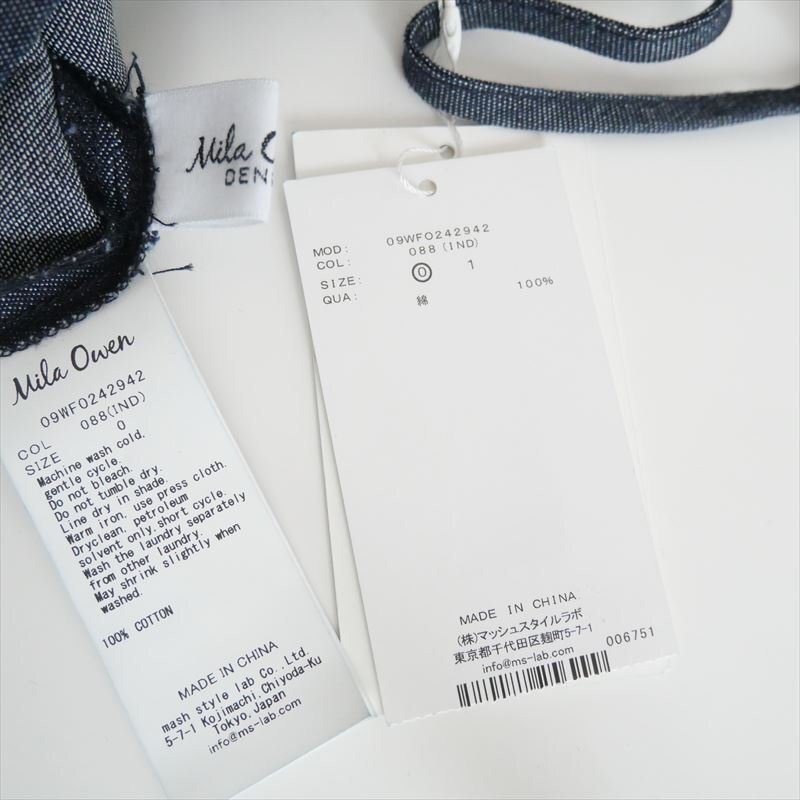 Mila
DEN
Mila Owen
09WFO242942
COL 088(IND)
SIZE 0
Machine wash cold,
gentle cycle.
Do not bleach.
Do not tumble dry.
Line dry in shade.
Warm iron, use press cloth.
Dryclean, petroleum
solvent only,short cycle.
Wash the laundry separately
from other laundry.
May shrink slightly when
washed.
100% COTTON
MADE IN CHINA
mash style lab Co.,Ltd.
5-7-1 Kojimachi,Chiyoda-Ku
Tokyo,Japan
info@ms-lab.com
MOD: 09WFO242942
COL: 088(IND)
SIZE: 0 1
QUA: 綿 100%
MADE IN CHINA
(株)マッシュスタイルラボ
東京都千代田区麹町5-7-1
info@ms-lab.com
006751